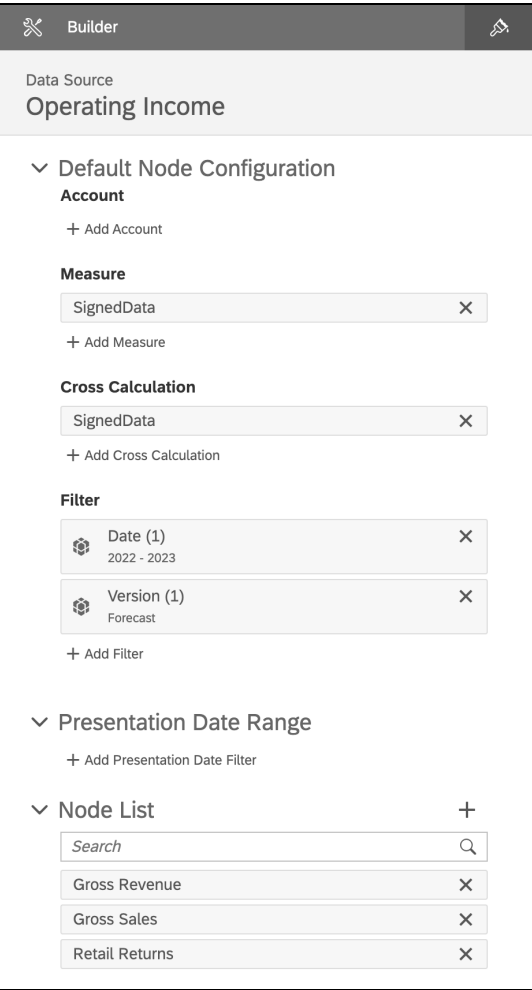 Builder
Data Source
Operating Income
Default Node Configuration
Account
+ Add Account
Measure
SignedData
+ Add Measure
Cross Calculation
SignedData
+ Add Cross Calculation
Filter
Date (1)
2022 - 2023
Version (1)
Forecast
+ Add Filter
Presentation Date Range
+ Add Presentation Date Filter
Node List
Search
Gross Revenue
Gross Sales
Retail Returns